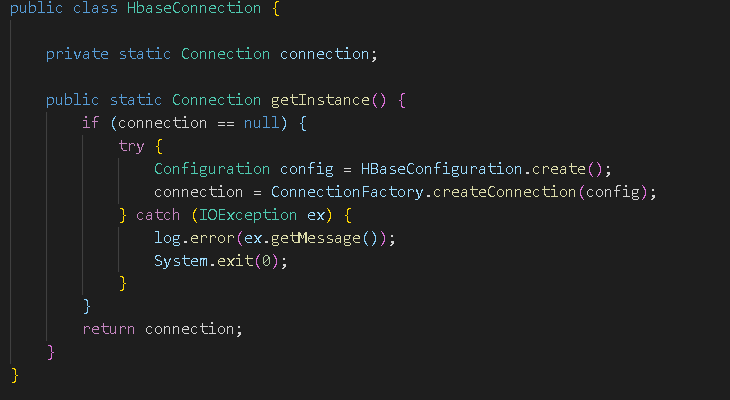 public class HbaseConnection {
private static Connection connection;
public static Connection getInstance() {
if (connection == null) {
try {
Configuration config = HBaseConfiguration.create();
connection = ConnectionFactory.createConnection(config);
} catch (IOException ex) {
log.error(ex.getMessage());
System.exit(0);
}
}
return connection;
}
}